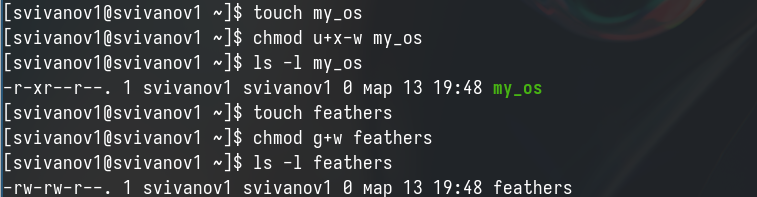 [svivanov1@svivanov1 ~]$ touch my_os
[svivanov1@svivanov1 ~]$ chmod u+x-w my_os
[svivanov1@svivanov1 ~]$ ls -l my_os
-r-xr--r--. 1 svivanov1 svivanov1 0 мар 13 19:48 my_os
[svivanov1@svivanov1 ~]$ touch feathers
[svivanov1@svivanov1 ~]$ chmod g+w feathers
[svivanov1@svivanov1 ~]$ ls -l feathers
-rw-rw-r--. 1 svivanov1 svivanov1 0 мар 13 19:48 feathers